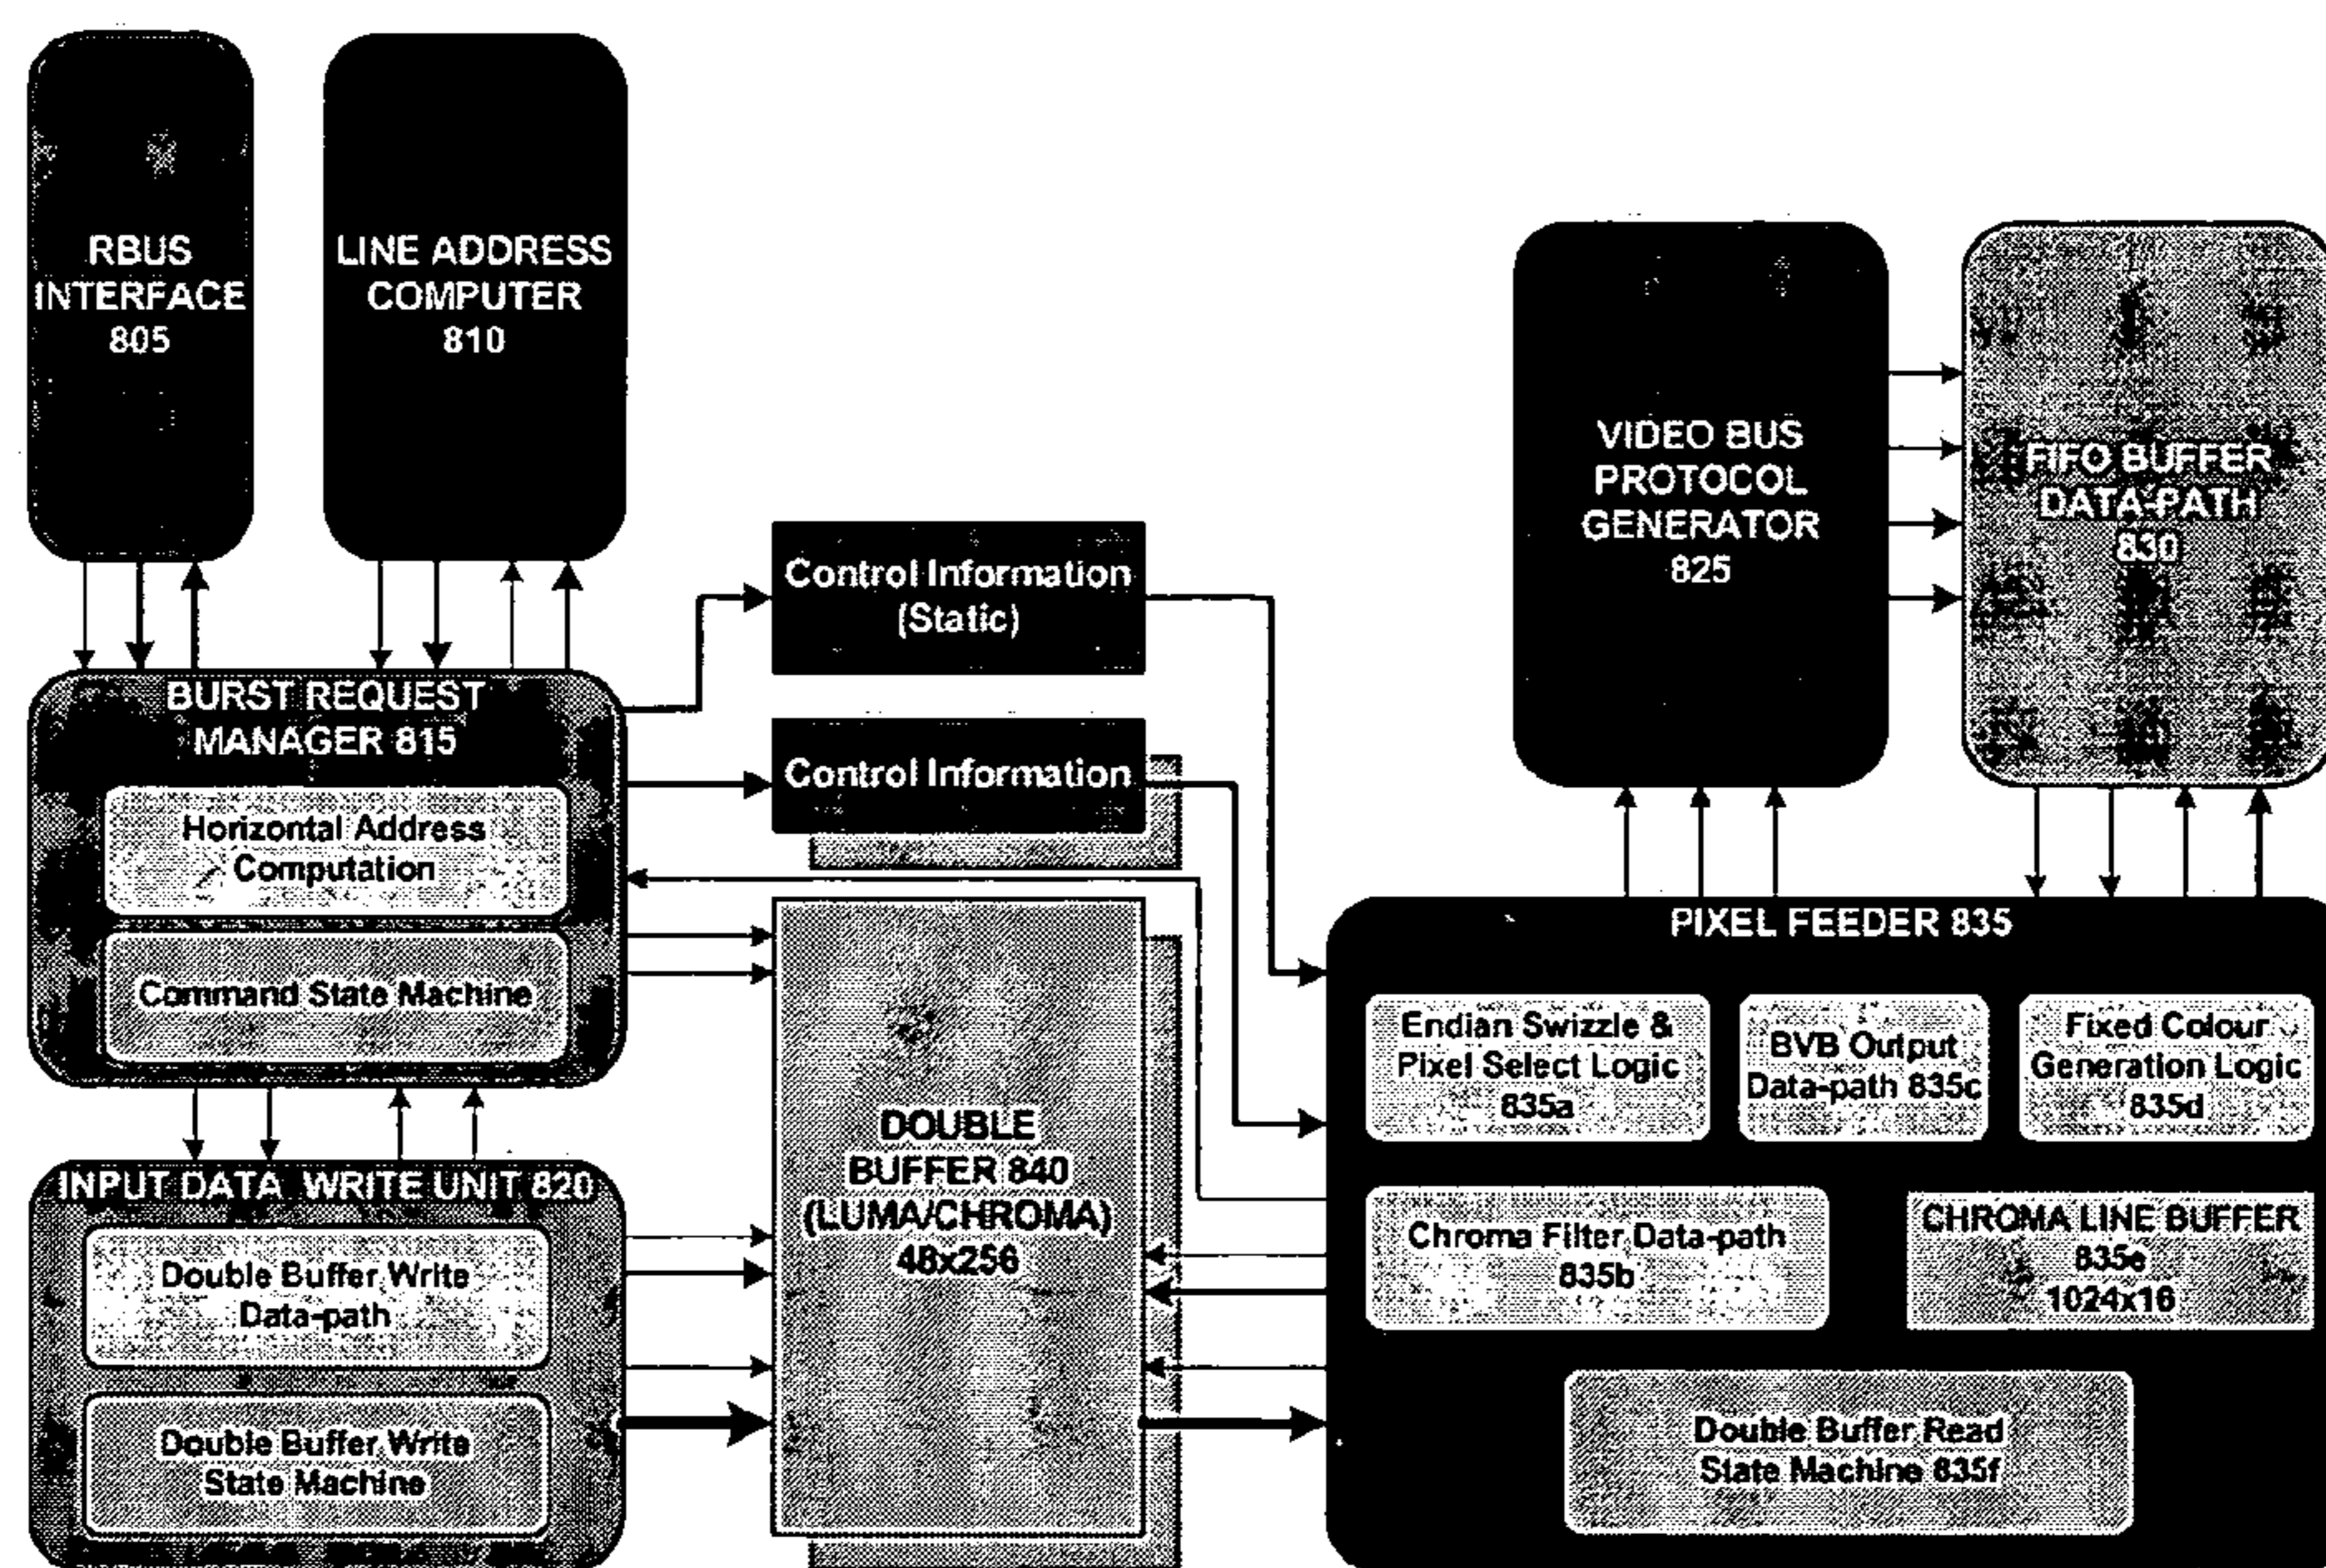 RBUS
INTERFACE
805
LINE ADDRESS
COMPUTER
810
VIDEO BUS
PROTOCOL
GENERATOR
825
FIFO BUFFER
DATA-PATH
830
Control Information
(Static)
BURST REQUEST
MANAGER 815
Control Information
Horizontal Address
Computation
Command State Machine
INPUT DATA WRITE UNIT 820
Double Buffer Write
Data-path
Double Buffer Write
State Machine
DOUBLE
BUFFER 840
(LUMA/CHROMA)
48x256
PIXEL FEEDER 835
Endian Swizzle &
Pixel Select Logic
835a
BVB Output
Data-path 835c
Fixed Colour
Generation Logic
835d
Chroma Filter Data-path
835b
CHROMA LINE BUFFER
835e
1024x16
Double Buffer Read
State Machine 835f